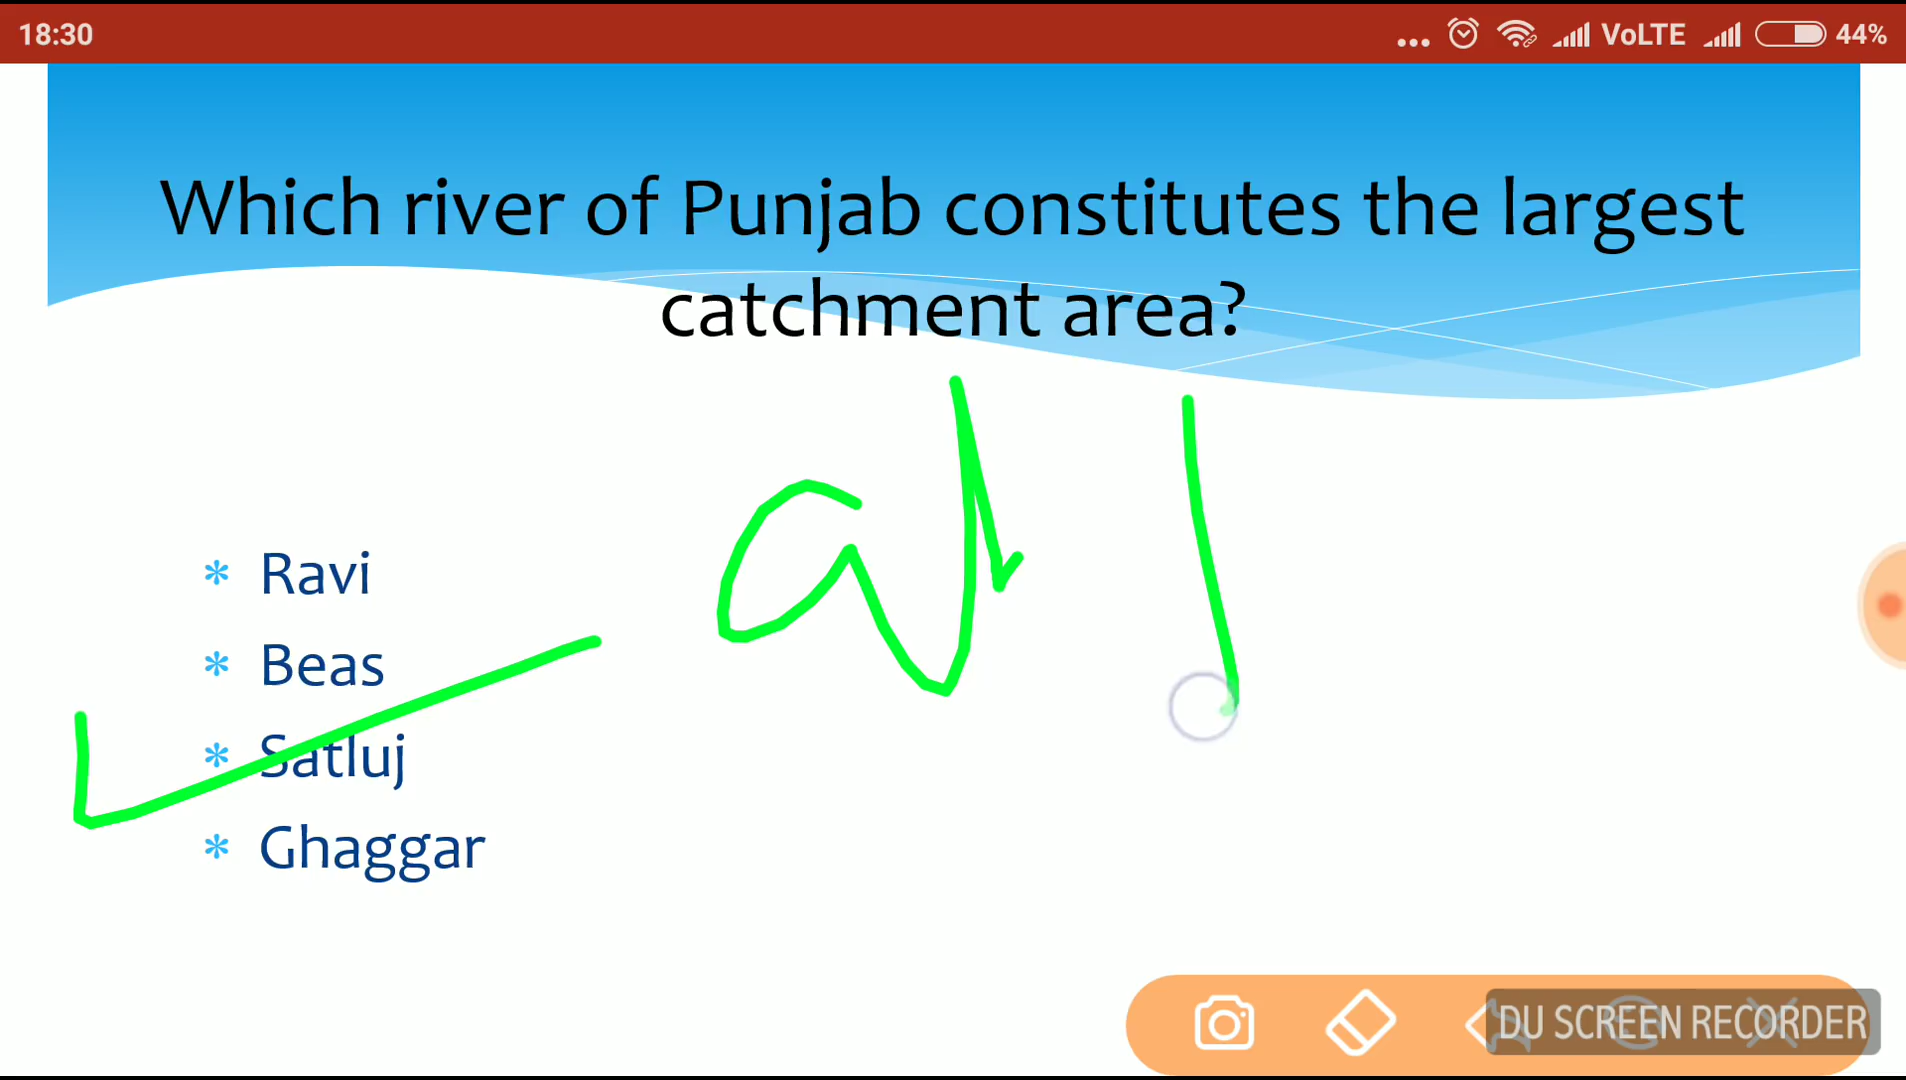 18:30 ... VoLTE 44%
Which river of Punjab constitutes the largest
catchment area?
* Ravi
* Beas
* Satluj
* Ghaggar
DU SCREEN RECORDER